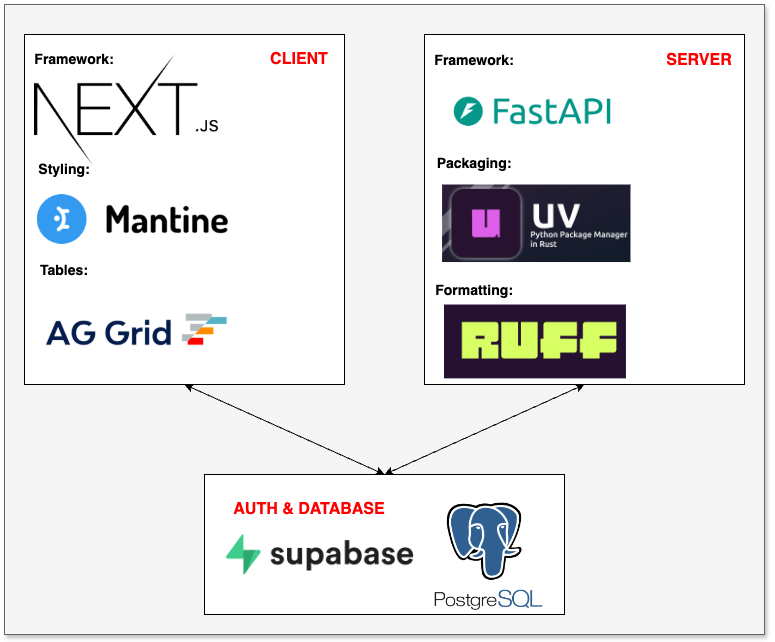 CLIENT
Framework:
NEXT.JS
Styling:
Mantine
Tables:
AG Grid
SERVER
Framework:
FastAPI
Packaging:
UV
Python Package Manager
in Rust
Formatting:
RUFF
AUTH & DATABASE
supabase
PostgreSQL